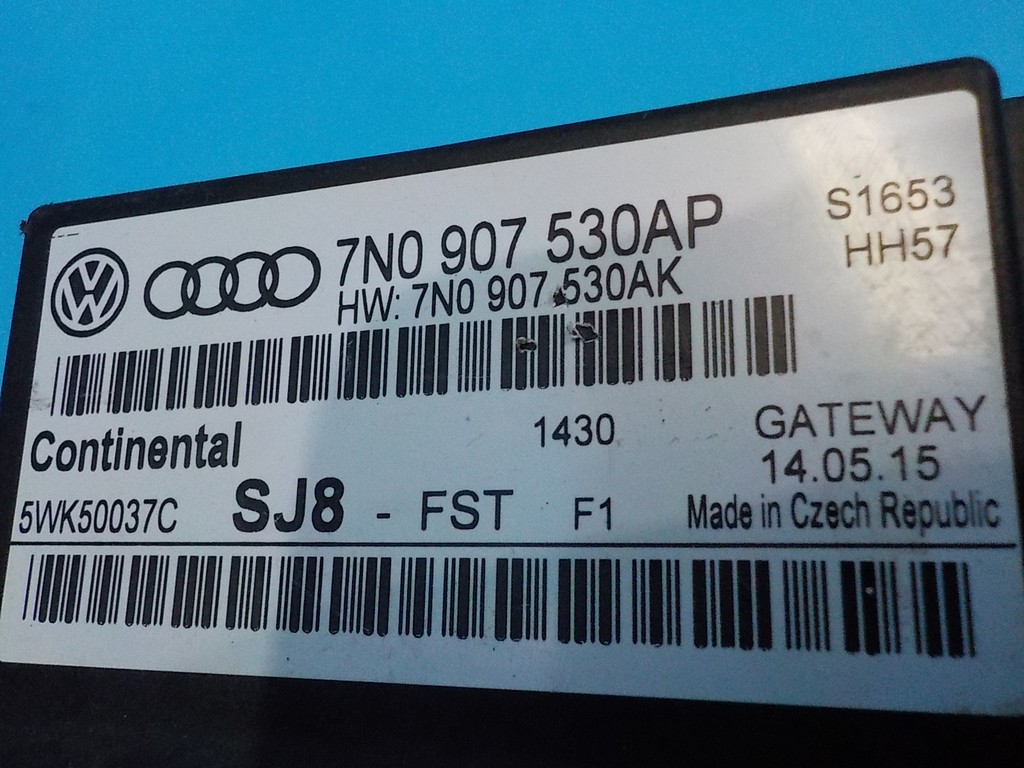 7N0 907 530AP
S1653
HW: 7N0 907 530AK
HH57
Continental
1430
GATEWAY
14.05.15
5WK50037C SJ8 - FST F1 Made in Czech Republic